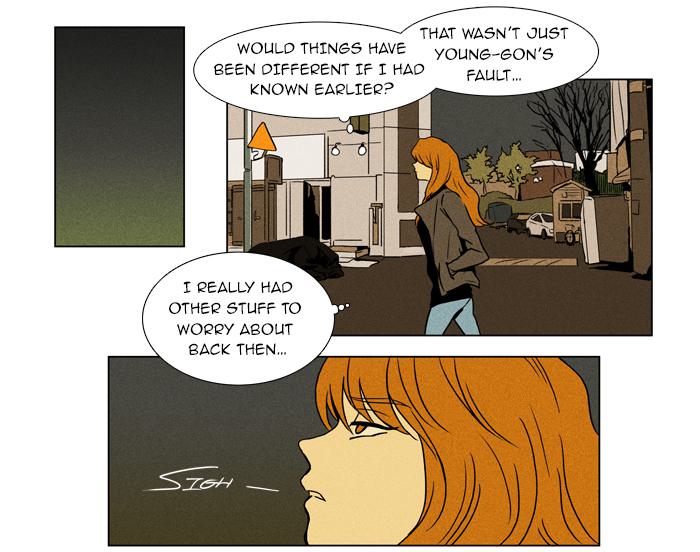 WOULD THINGS HAVE
BEEN DIFFERENT IF I HAD
KNOWN EARLIER?
THAT WASN'T JUST
YOUNG-GON'S
FAULT...
I REALLY HAD
OTHER STUFF TO
WORRY ABOUT
BACK THEN...
SIGH —